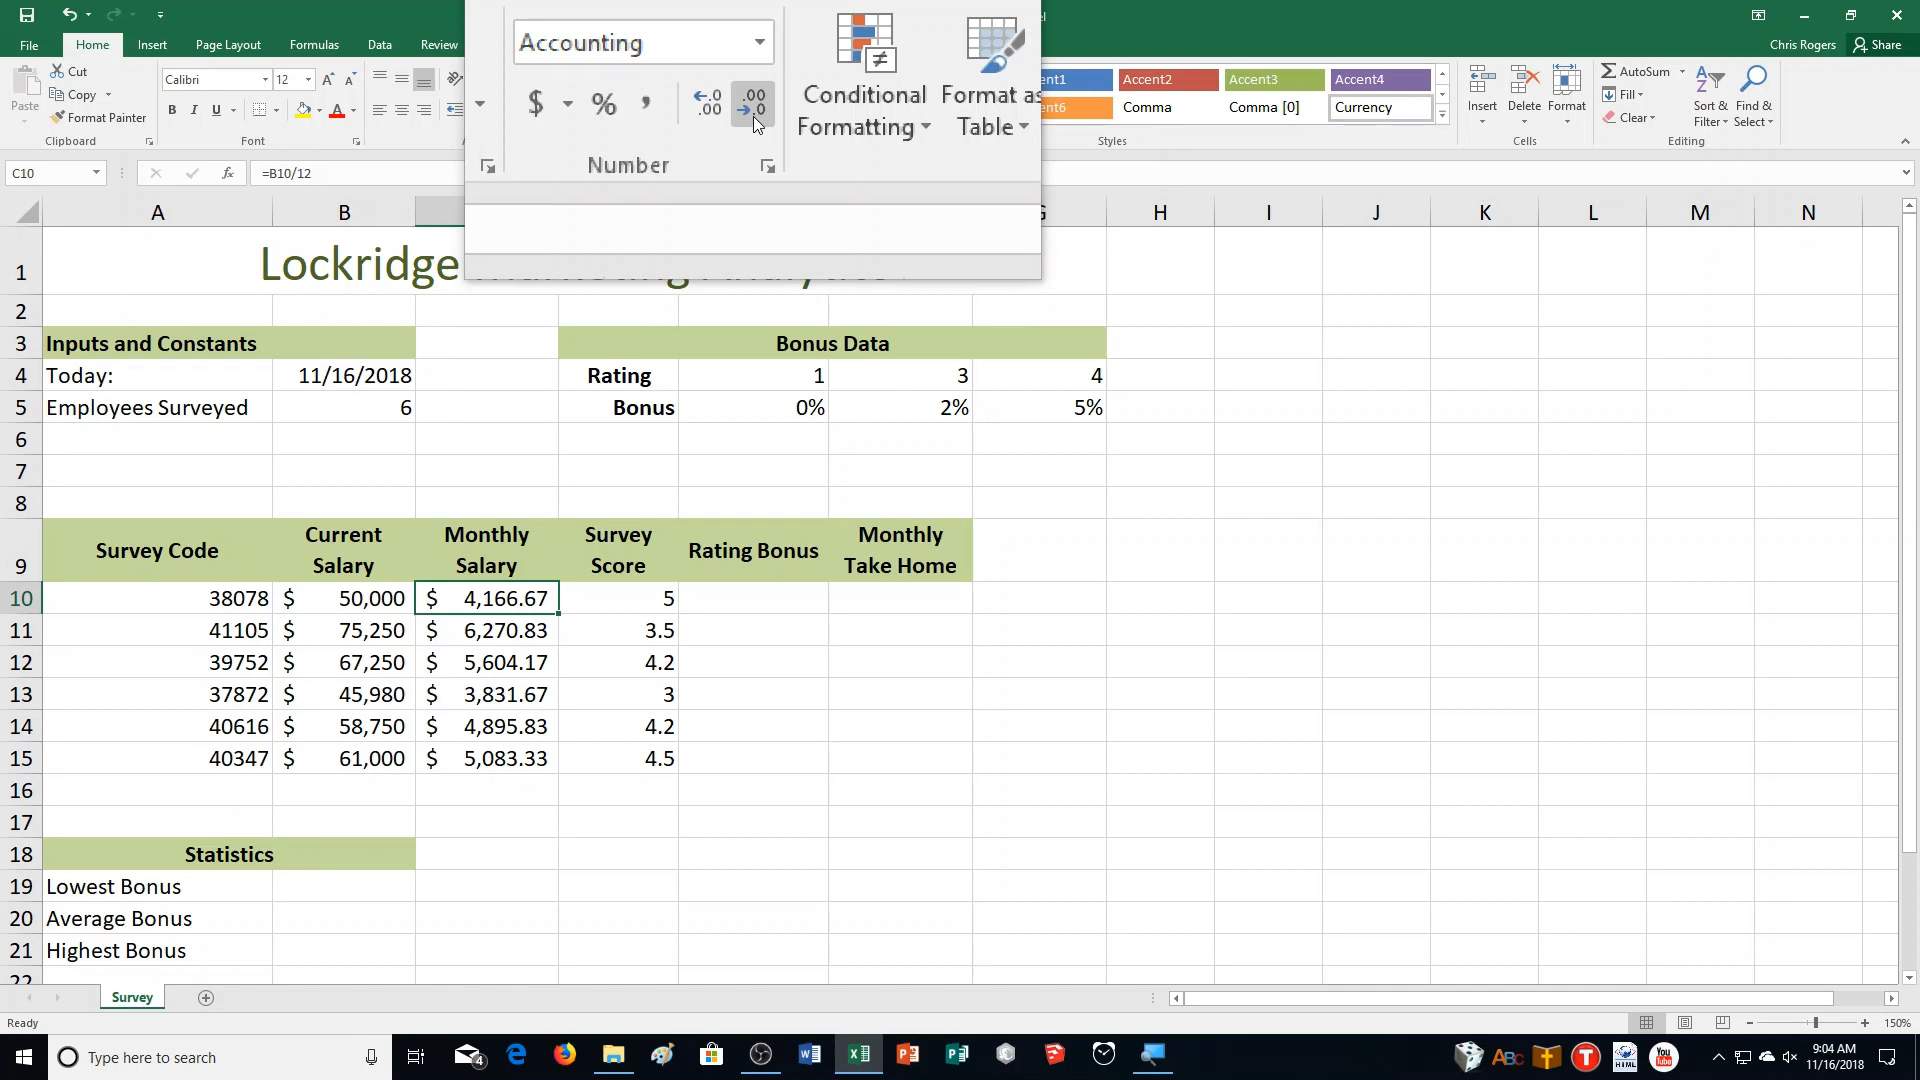 el
Chris Rogers Share
File Home Insert Page Layout Formulas Data Review
Paste
Cut
Copy
Format Painter
Clipboard
Calibri 12 A A
B I U A
Font
Accounting
$ % , .0 .00 .00 .0
Number
Conditional
Formatting
Format as
Table
ent1 Accent2 Accent3 Accent4
ent6 Comma Comma [0] Currency
Styles
Insert Delete Format
Cells
AutoSum
Fill
Clear
Sort &
Filter
Find &
Select
Editing
C10 fx =B10/12
A B G H I J K L M N
1 Lockridge
2
3 Inputs and Constants Bonus Data
4 Today: 11/16/2018 Rating 1 3 4
5 Employees Surveyed 6 Bonus 0% 2% 5%
6
7
8
9 Survey Code Current Salary Monthly Salary Survey Score Rating Bonus Monthly Take Home
10 38078 $ 50,000 $ 4,166.67 5
11 41105 $ 75,250 $ 6,270.83 3.5
12 39752 $ 67,250 $ 5,604.17 4.2
13 37872 $ 45,980 $ 3,831.67 3
14 40616 $ 58,750 $ 4,895.83 4.2
15 40347 $ 61,000 $ 5,083.33 4.5
16
17
18 Statistics
19 Lowest Bonus
20 Average Bonus
21 Highest Bonus
22
Survey
Ready 150%
Type here to search 4 9:04 AM
11/16/2018